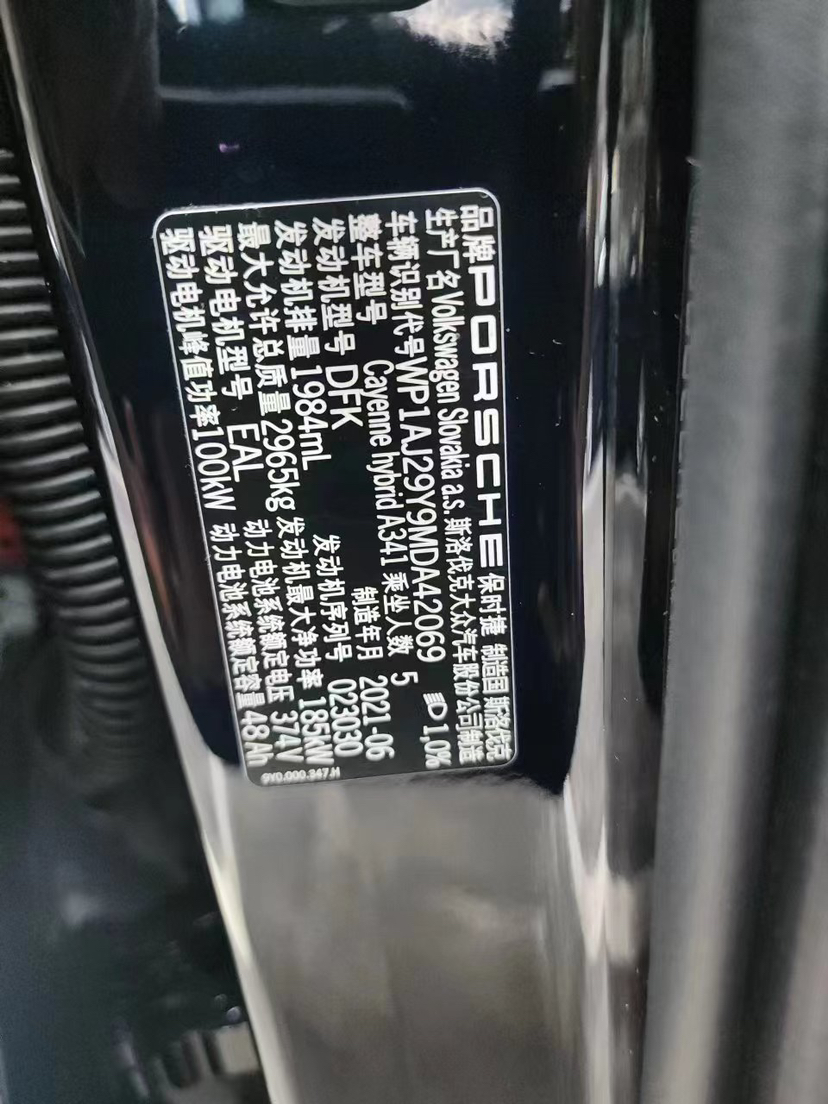 品牌 PORSCHE 保时捷 制造国 斯洛伐克
生产厂名 Volkswagen Slovakia a.s. 斯洛伐克大众汽车股份公司制造
车辆识别代号 WP1AJ29Y9MDA42069 1,0%
整车型号 Cayenne hybrid A341 乘坐人数 5
发动机型号 DFK 制造年月 2021-06
发动机排量 1984mL 发动机序列号 023030
最大允许总质量 2965kg 发动机最大净功率 185kW
驱动电机型号 EAL 动力电池系统额定电压 374V
驱动电机峰值功率 100kW 动力电池系统额定容量 48Ah
9Y0.000.347.H